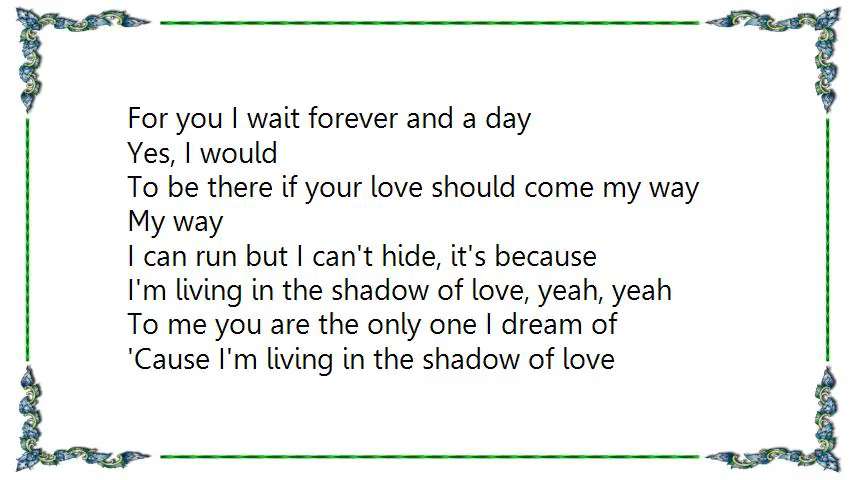 For you I wait forever and a day
Yes, I would
To be there if your love should come my way
My way
I can run but I can't hide, it's because
I'm living in the shadow of love, yeah, yeah
To me you are the only one I dream of
'Cause I'm living in the shadow of love